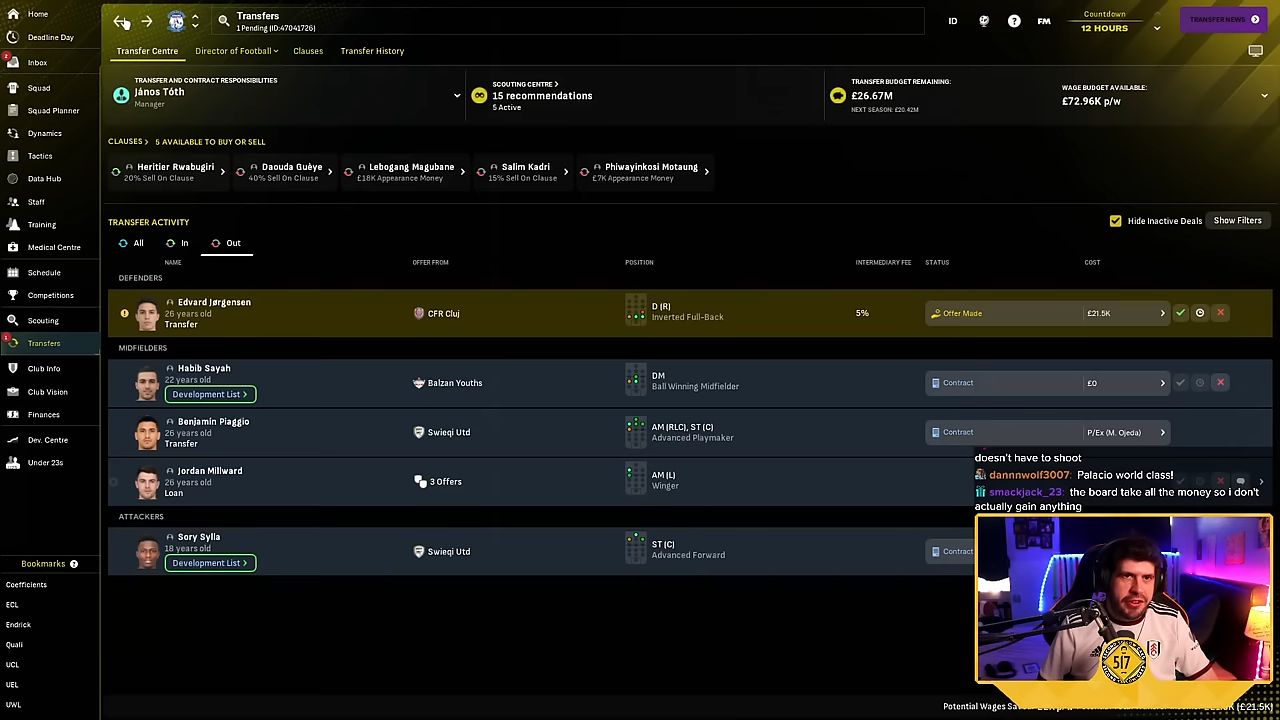 Home
Deadline Day
Inbox
Squad
Squad Planner
Dynamics
Tactics
Data Hub
Staff
Training
Medical Centre
Schedule
Competitions
Scouting
Transfers
Club Info
Club Vision
Finances
Dev. Centre
Under 23s
Bookmarks
Coefficients
ECL
Endrick
Quali
UCL
UEL
UWL
Transfers
1 Pending (ID:47041726)
ID
FM
Countdown
12 HOURS
TRANSFER NEWS
Transfer Centre Director of Football Clauses Transfer History
TRANSFER AND CONTRACT RESPONSIBILITIES
János Tóth
Manager
SCOUTING CENTRE >
15 recommendations
5 Active
TRANSFER BUDGET REMAINING:
£26.67M
NEXT SEASON: £20.42M
WAGE BUDGET AVAILABLE:
£72.96K p/w
CLAUSES > 5 AVAILABLE TO BUY OR SELL
Heritier Rwabugiri
20% Sell On Clause
Daouda Guèye
40% Sell On Clause
Lebogang Magubane
£18K Appearance Money
Salim Kadri
15% Sell On Clause
Phiwayinkosi Motaung
£7K Appearance Money
TRANSFER ACTIVITY
Hide Inactive Deals
Show Filters
All In Out
NAME OFFER FROM POSITION INTERMEDIARY FEE STATUS COST
DEFENDERS
Edvard Jørgensen
26 years old
Transfer
CFR Cluj
D (R)
Inverted Full-Back
5%
Offer Made
£21.5K
MIDFIELDERS
Habib Sayah
22 years old
Development List >
Balzan Youths
DM
Ball Winning Midfielder
Contract
£0
Benjamin Piaggio
26 years old
Transfer
Swieqi Utd
AM (RLC), ST (C)
Advanced Playmaker
Contract
P/Ex (M. Ojeda)
Jordan Millward
26 years old
Loan
3 Offers
AM (L)
Winger
ATTACKERS
Sory Sylla
18 years old
Development List >
Swieqi Utd
ST (C)
Advanced Forward
Contract
doesn't have to shoot
dannnwolf3007: Palacio world class!
smackjack_23: the board take all the money so i don't
actually gain anything
517
Potential Wages
[£21.5K]